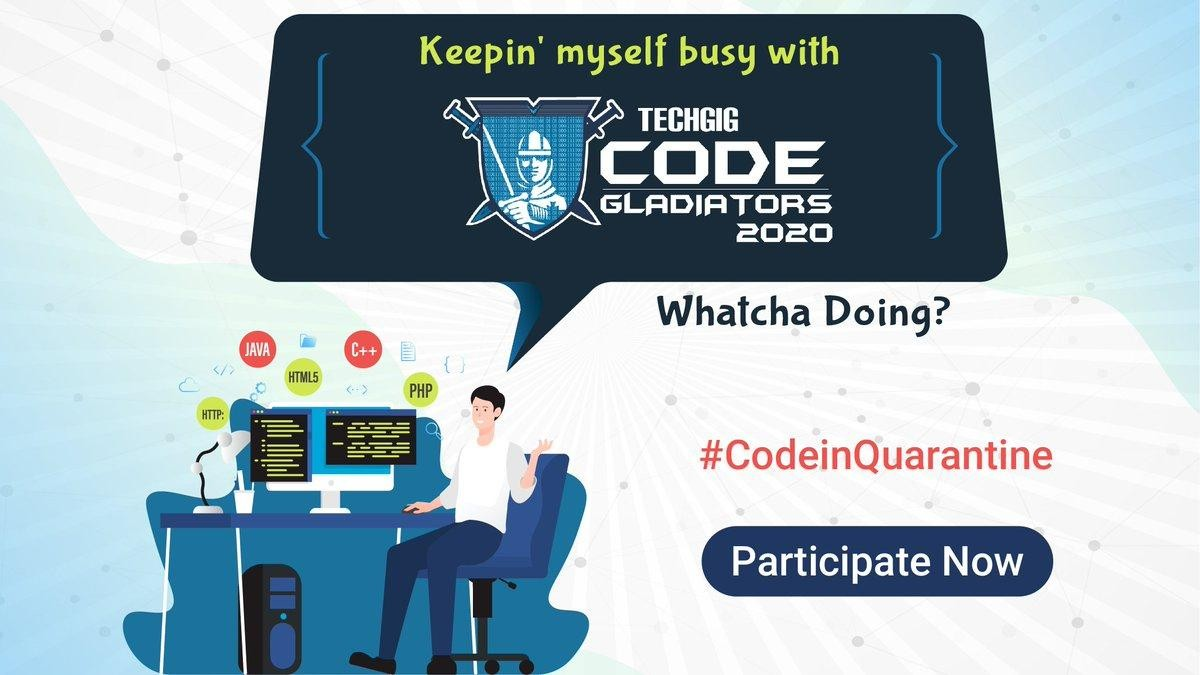 Keepin' myself busy with
TECHGIG
CODE
GLADIATORS
2020
Whatcha Doing?
JAVA
C++
HTML5
PHP
HTTP:
#CodeinQuarantine
Participate Now